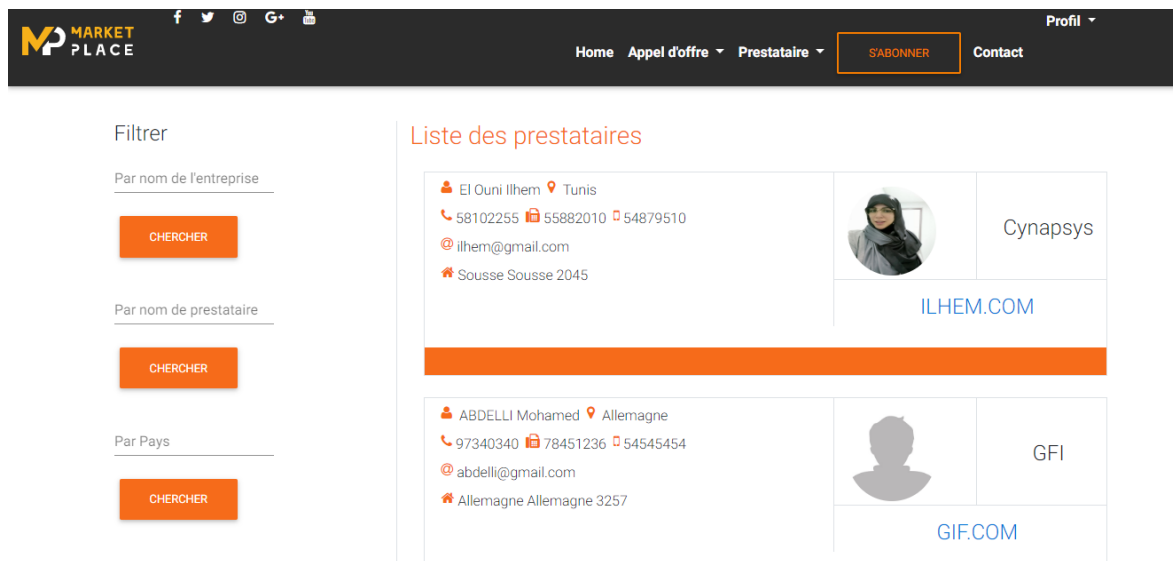 MARKET
PLACE
Profil
Home Appel d'offre Prestataire S'ABONNER Contact
Filtrer
Par nom de l'entreprise
CHERCHER
Par nom de prestataire
CHERCHER
Par Pays
CHERCHER
Liste des prestataires
El Ouni Ilhem Tunis
58102255 55882010 54879510
@ ilhem@gmail.com
Sousse Sousse 2045
Cynapsys
ILHEM.COM
ABDELLI Mohamed Allemagne
97340340 78451236 54545454
@ abdelli@gmail.com
Allemagne Allemagne 3257
GFI
GIF.COM